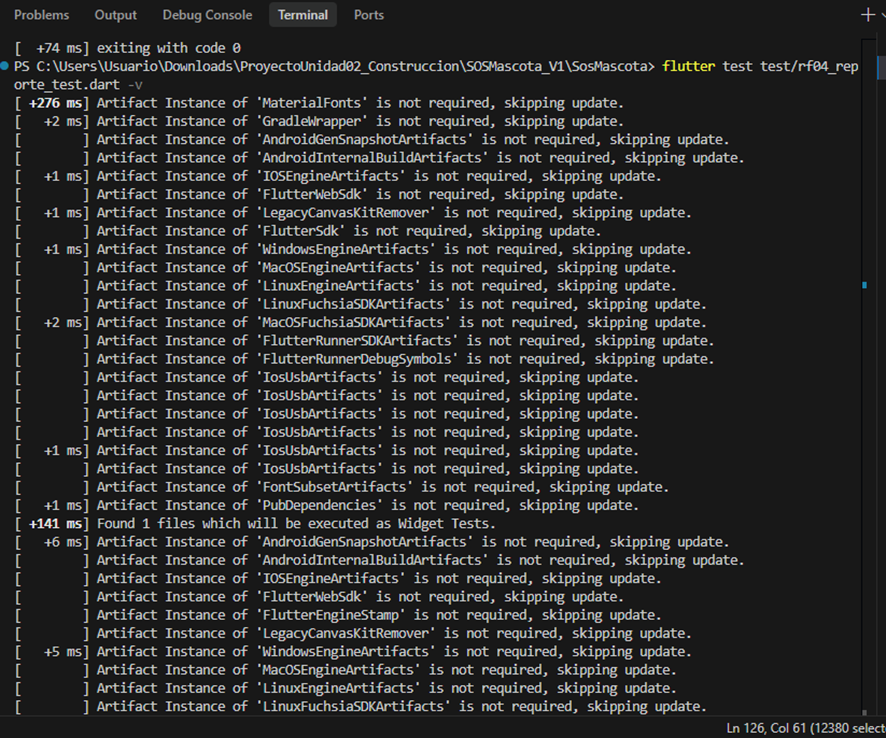 Problems Output Debug Console Terminal Ports
[  +74 ms] exiting with code 0
PS C:\Users\Usuario\Downloads\ProyectoUnidad02_Construccion\SOSMascota_V1\SosMascota> flutter test test/rf04_rep
orte_test.dart -v
[ +276 ms] Artifact Instance of 'MaterialFonts' is not required, skipping update.
[   +2 ms] Artifact Instance of 'GradleWrapper' is not required, skipping update.
[        ] Artifact Instance of 'AndroidGenSnapshotArtifacts' is not required, skipping update.
[        ] Artifact Instance of 'AndroidInternalBuildArtifacts' is not required, skipping update.
[   +1 ms] Artifact Instance of 'IOSEngineArtifacts' is not required, skipping update.
[        ] Artifact Instance of 'FlutterWebSdk' is not required, skipping update.
[   +1 ms] Artifact Instance of 'LegacyCanvasKitRemover' is not required, skipping update.
[        ] Artifact Instance of 'FlutterSdk' is not required, skipping update.
[   +1 ms] Artifact Instance of 'WindowsEngineArtifacts' is not required, skipping update.
[        ] Artifact Instance of 'MacOSEngineArtifacts' is not required, skipping update.
[        ] Artifact Instance of 'LinuxEngineArtifacts' is not required, skipping update.
[        ] Artifact Instance of 'LinuxFuchsiaSDKArtifacts' is not required, skipping update.
[   +2 ms] Artifact Instance of 'MacOSFuchsiaSDKArtifacts' is not required, skipping update.
[        ] Artifact Instance of 'FlutterRunnerSDKArtifacts' is not required, skipping update.
[        ] Artifact Instance of 'FlutterRunnerDebugSymbols' is not required, skipping update.
[        ] Artifact Instance of 'IosUsbArtifacts' is not required, skipping update.
[        ] Artifact Instance of 'IosUsbArtifacts' is not required, skipping update.
[        ] Artifact Instance of 'IosUsbArtifacts' is not required, skipping update.
[        ] Artifact Instance of 'IosUsbArtifacts' is not required, skipping update.
[   +1 ms] Artifact Instance of 'IosUsbArtifacts' is not required, skipping update.
[        ] Artifact Instance of 'IosUsbArtifacts' is not required, skipping update.
[        ] Artifact Instance of 'FontSubsetArtifacts' is not required, skipping update.
[   +1 ms] Artifact Instance of 'PubDependencies' is not required, skipping update.
[ +141 ms] Found 1 files which will be executed as Widget Tests.
[   +6 ms] Artifact Instance of 'AndroidGenSnapshotArtifacts' is not required, skipping update.
[        ] Artifact Instance of 'AndroidInternalBuildArtifacts' is not required, skipping update.
[        ] Artifact Instance of 'IOSEngineArtifacts' is not required, skipping update.
[        ] Artifact Instance of 'FlutterWebSdk' is not required, skipping update.
[        ] Artifact Instance of 'FlutterEngineStamp' is not required, skipping update.
[        ] Artifact Instance of 'LegacyCanvasKitRemover' is not required, skipping update.
[   +5 ms] Artifact Instance of 'WindowsEngineArtifacts' is not required, skipping update.
[        ] Artifact Instance of 'MacOSEngineArtifacts' is not required, skipping update.
[        ] Artifact Instance of 'LinuxEngineArtifacts' is not required, skipping update.
[        ] Artifact Instance of 'LinuxFuchsiaSDKArtifacts' is not required, skipping update.
Ln 126, Col 61 (12380 select